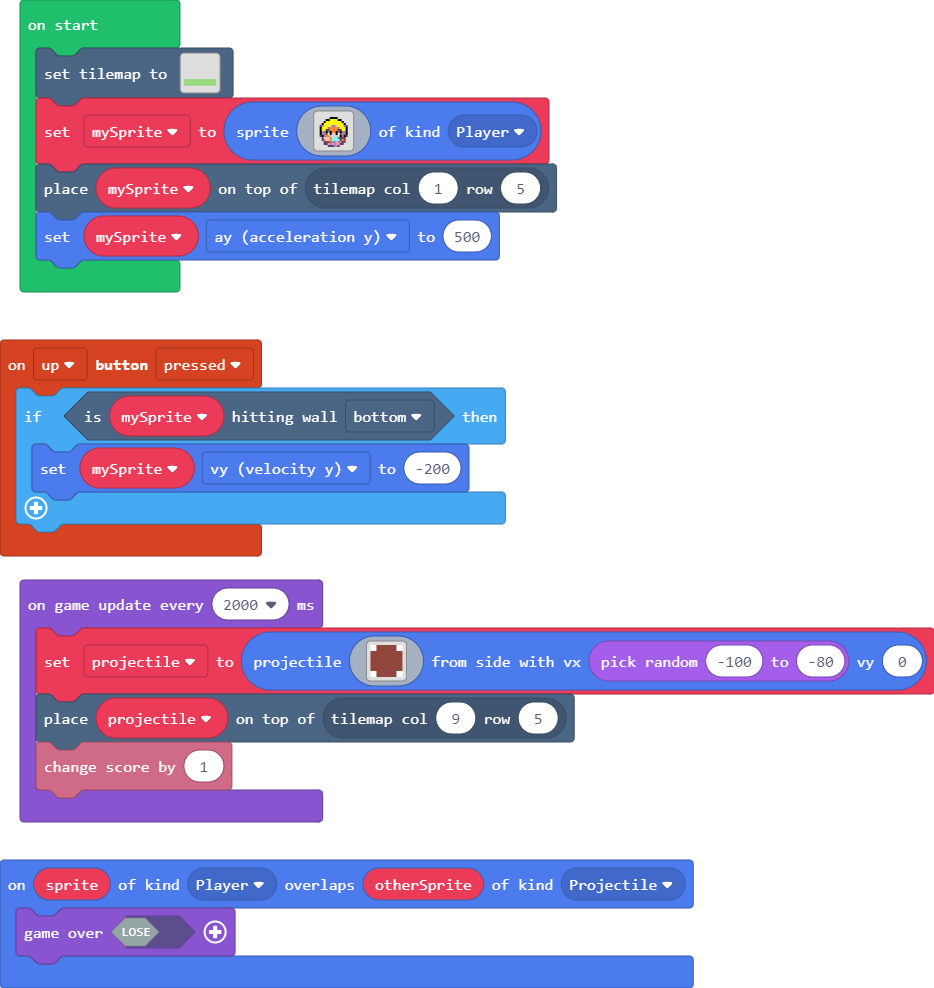 on start
set tilemap to
set mySprite to sprite of kind Player
place mySprite on top of tilemap col 1 row 5
set mySprite ay (acceleration y) to 500
on up button pressed
if is mySprite hitting wall bottom then
set mySprite vy (velocity y) to -200
on game update every 2000 ms
set projectile to projectile from side with vx pick random -100 to -80 vy 0
place projectile on top of tilemap col 9 row 5
change score by 1
on sprite of kind Player overlaps otherSprite of kind Projectile
game over LOSE